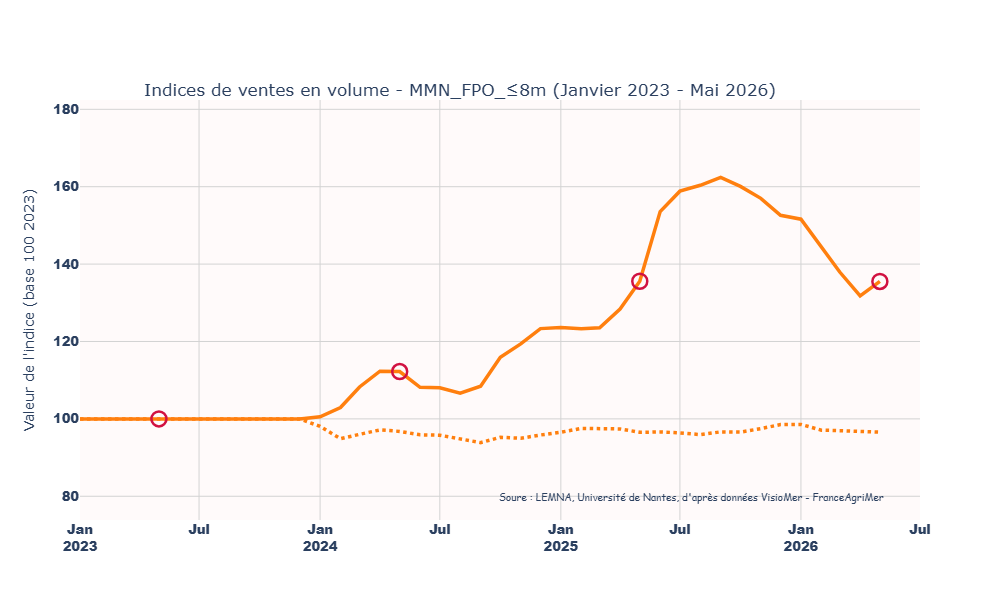 Indices de ventes en volume - MMN_FPO_≤8m (Janvier 2023 - Mai 2026)
Valeur de l'indice (base 100 2023)
180
160
140
120
100
80
Soure : LEMNA, Université de Nantes, d'après données VisioMer - FranceAgriMer
Jan Jul Jan Jul Jan Jul Jan Jul
2023 2024 2025 2026